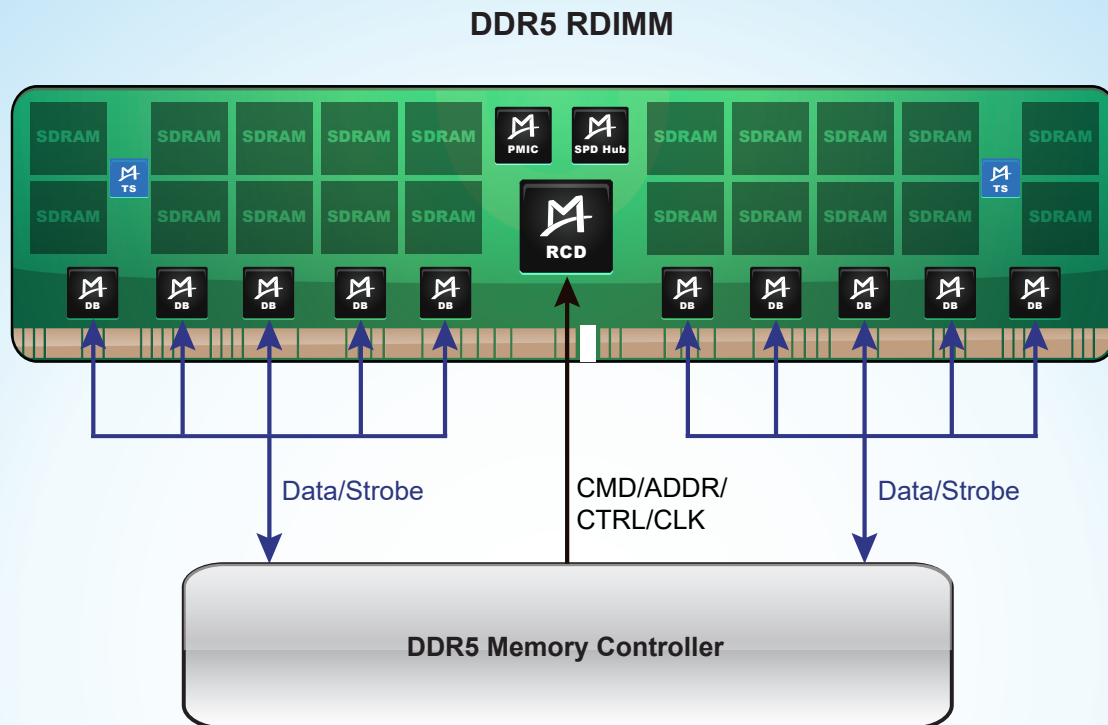 DDR5 RDIMM
SDRAM SDRAM SDRAM SDRAM SDRAM PMIC SPD Hub SDRAM SDRAM SDRAM SDRAM SDRAM
TS TS
SDRAM SDRAM SDRAM SDRAM SDRAM RCD SDRAM SDRAM SDRAM SDRAM SDRAM
DB DB DB DB DB DB DB DB DB DB
Data/Strobe CMD/ADDR/ Data/Strobe
CTRL/CLK
DDR5 Memory Controller